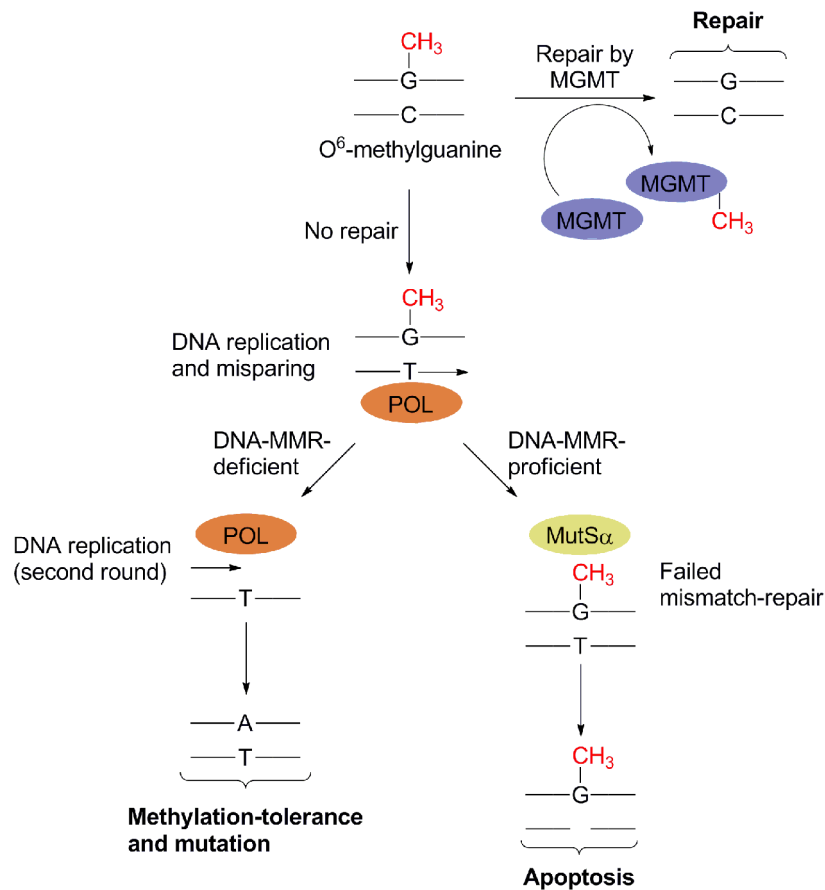 CH₃
G
C
O⁶-methylguanine
Repair by
MGMT
Repair
G
C
MGMT
MGMT
CH₃
No repair
CH₃
G
DNA replication
and misparing
T
POL
DNA-MMR-
deficient
DNA-MMR-
proficient
POL
DNA replication
(second round)
T
A
T
Methylation-tolerance
and mutation
MutSα
CH₃
Failed
mismatch-repair
G
T
CH₃
G
Apoptosis